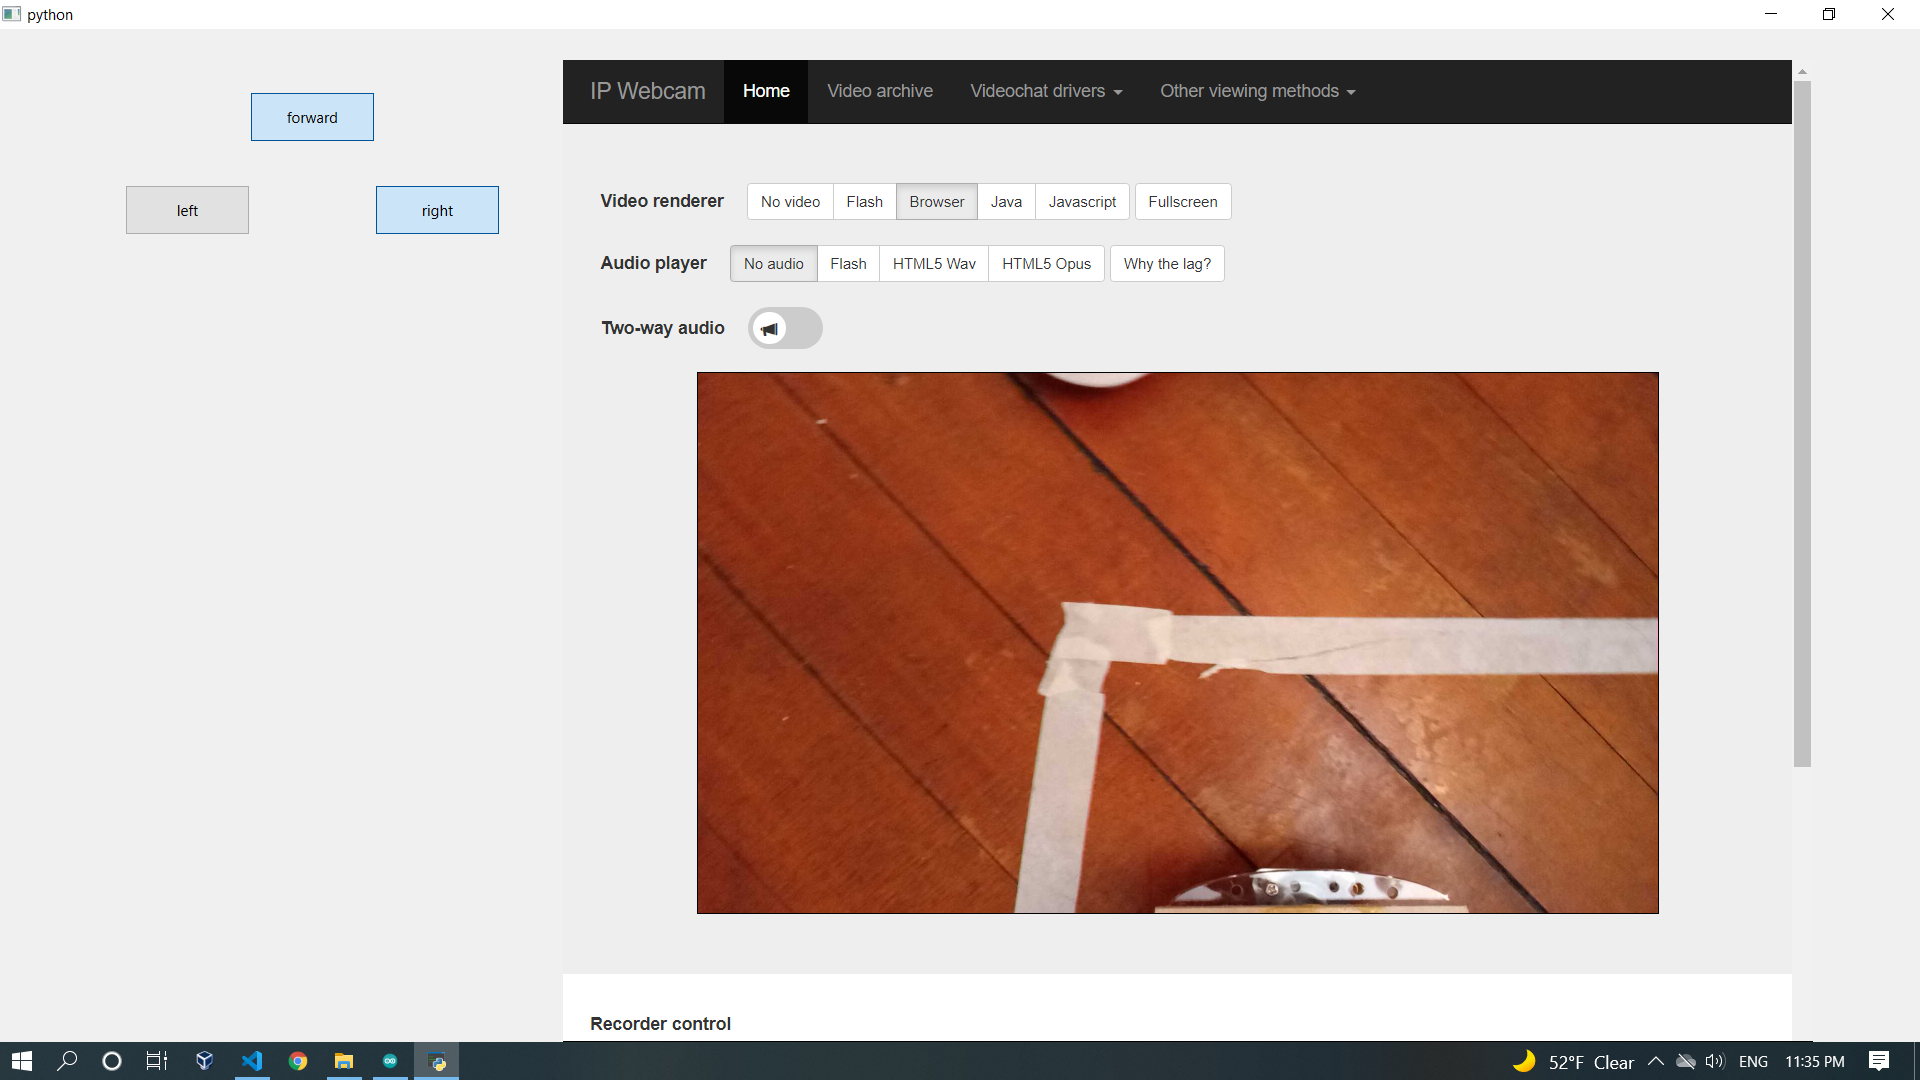 python
forward
left
right
IP Webcam Home Video archive Videochat drivers Other viewing methods
Video renderer No video Flash Browser Java Javascript Fullscreen
Audio player No audio Flash HTML5 Wav HTML5 Opus Why the lag?
Two-way audio
Recorder control
52°F Clear ENG 11:35 PM